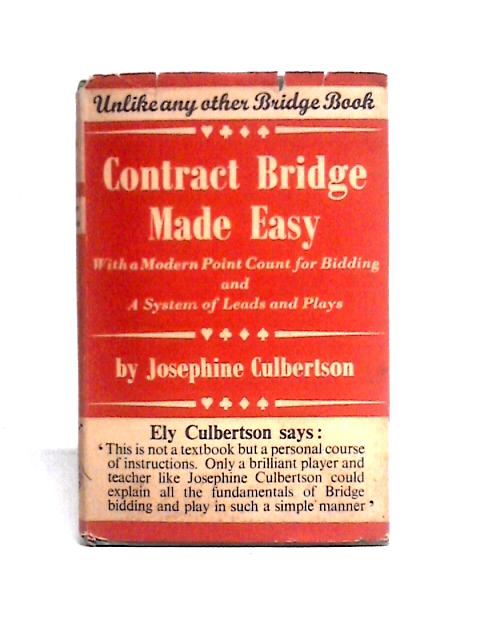 Unlike any other Bridge Book
Contract Bridge
Made Easy
With a Modern Point Count for Bidding
and
A System of Leads and Plays
by Josephine Culbertson
Ely Culbertson says:
‘This is not a textbook but a personal course
of instructions. Only a brilliant player and
teacher like Josephine Culbertson could
explain all the fundamentals of Bridge
bidding and play in such a simple manner’